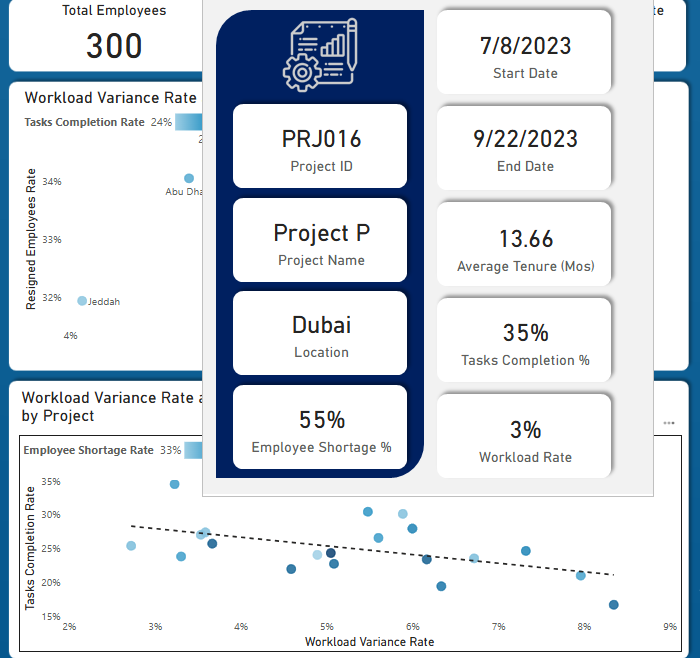 Total Employees
300
te
PRJ016
Project ID
Project P
Project Name
Dubai
Location
55%
Employee Shortage %
7/8/2023
Start Date
9/22/2023
End Date
13.66
Average Tenure (Mos)
35%
Tasks Completion %
3%
Workload Rate
Workload Variance Rate
Tasks Completion Rate 24%
2
Resigned Employees Rate
34%
Abu Dha
33%
32%
Jeddah
4%
Workload Variance Rate a
by Project
Employee Shortage Rate 33%
Tasks Completion Rate
35%
30%
25%
20%
15%
2% 3% 4% 5% 6% 7% 8% 9%
Workload Variance Rate